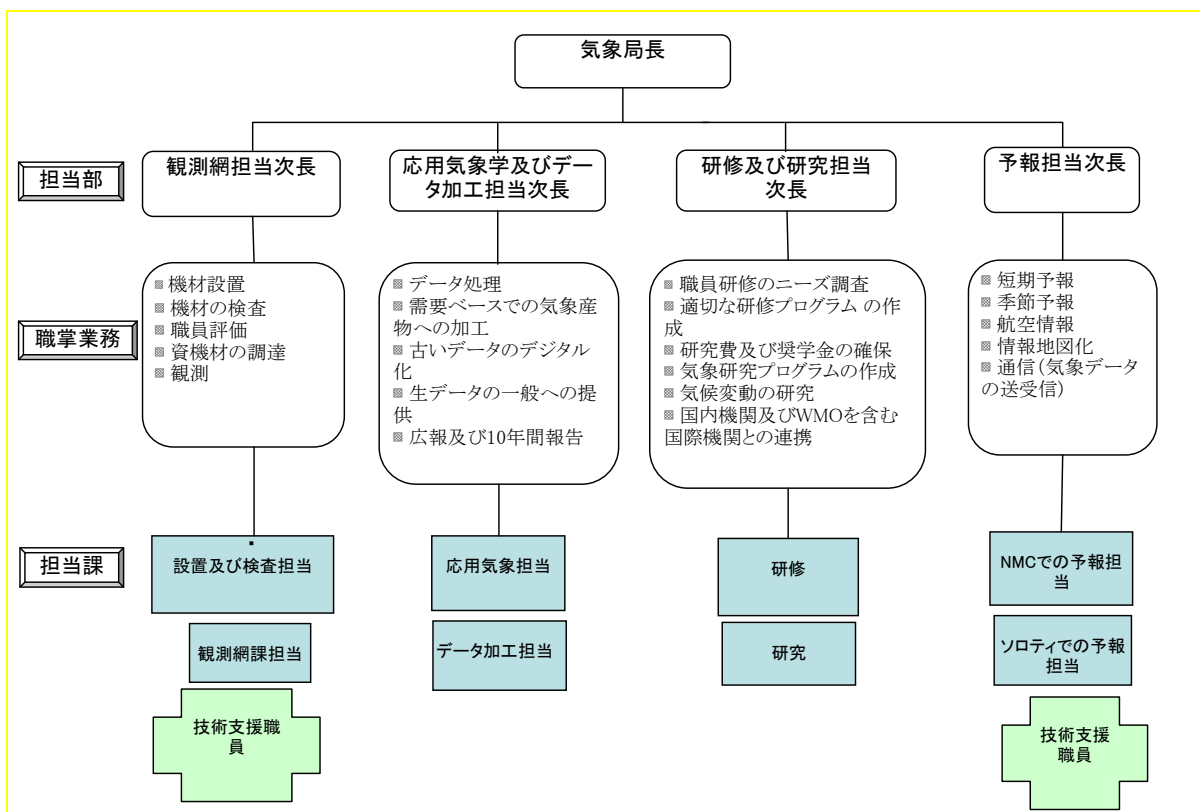 気象局長
担当部
観測網担当次長
応用気象学及びデー
タ加工担当次長
研修及び研究担当
次長
予報担当次長
職掌業務
機材設置
機材の検査
職員評価
資機材の調達
観測
データ処理
需要ベースでの気象産
物への加工
古いデータのデジタル
化
生データの一般への提
供
広報及び10年間報告
職員研修のニーズ調査
適切な研修プログラム の作
成
研究費及び奨学金の確保
気象研究プログラムの作成
気候変動の研究
国内機関及びWMOを含む
国際機関との連携
短期予報
季節予報
航空情報
情報地図化
通信(気象データ
の送受信)
担当課
設置及び検査担当
応用気象担当
研修
NMCでの予報担
当
観測網課担当
データ加工担当
研究
ソロティでの予報
担当
技術支援職
員
技術支援
職員